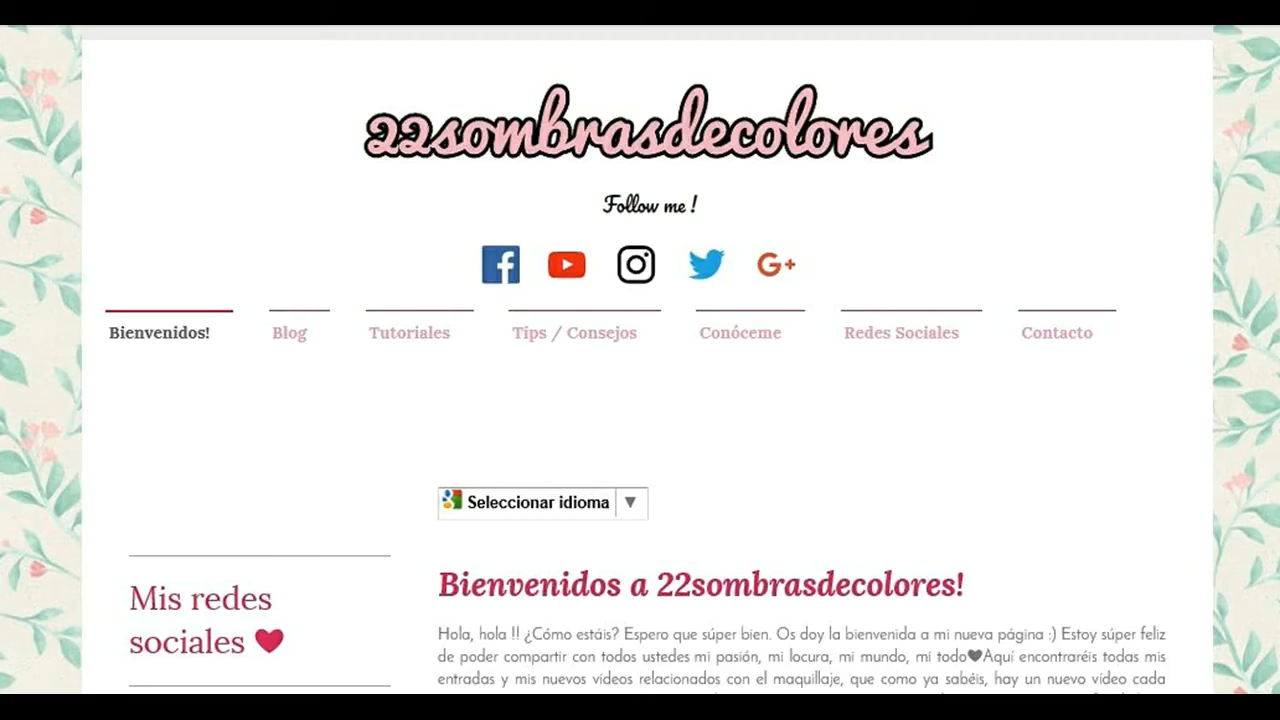 22sombrasdecolores
Follow me !
Bienvenidos! Blog Tutoriales Tips / Consejos Conóceme Redes Sociales Contacto
Seleccionar idioma ▼
Mis redes
sociales ♥
Bienvenidos a 22sombrasdecolores!
Hola, hola !! ¿Cómo estáis? Espero que súper bien. Os doy la bienvenida a mi nueva página :) Estoy súper feliz
de poder compartir con todos ustedes mi pasión, mi locura, mi mundo, mi todo♥Aquí encontraréis todas mis
entradas y mis nuevos videos relacionados con el maquillaje, que como ya sabéis, hay un nuevo vídeo cada